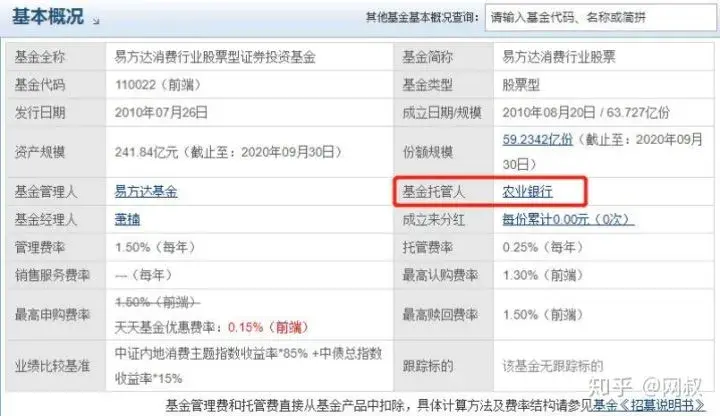 基本概况 其他基金基本概况查询： 请输入基金代码、名称或简拼
基金全称 易方达消费行业股票型证券投资基金 基金简称 易方达消费行业股票
基金代码 110022（前端） 基金类型 股票型
发行日期 2010年07月26日 成立日期/规模 2010年08月20日 / 63.727亿份
资产规模 241.84亿元（截止至：2020年09月30日） 份额规模 59.2342亿份（截止至：2020年09月
30日）
基金管理人 易方达基金 基金托管人 农业银行
基金经理人 萧楠 成立来分红 每份累计0.00元（0次）
管理费率 1.50%（每年） 托管费率 0.25%（每年）
销售服务费率 ---（每年） 最高认购费率 1.30%（前端）
最高申购费率 1.50%（前端）
天天基金优惠费率：0.15%（前端） 最高赎回费率 1.50%（前端）
业绩比较基准 中证内地消费主题指数收益率*85% +中债总指数
收益率*15% 跟踪标的 该基金无跟踪标的
基金管理费和托管费直接从基金产品中扣除，具体计算方法及费率结构请参见基金《招募说明书》
知乎 @网叔